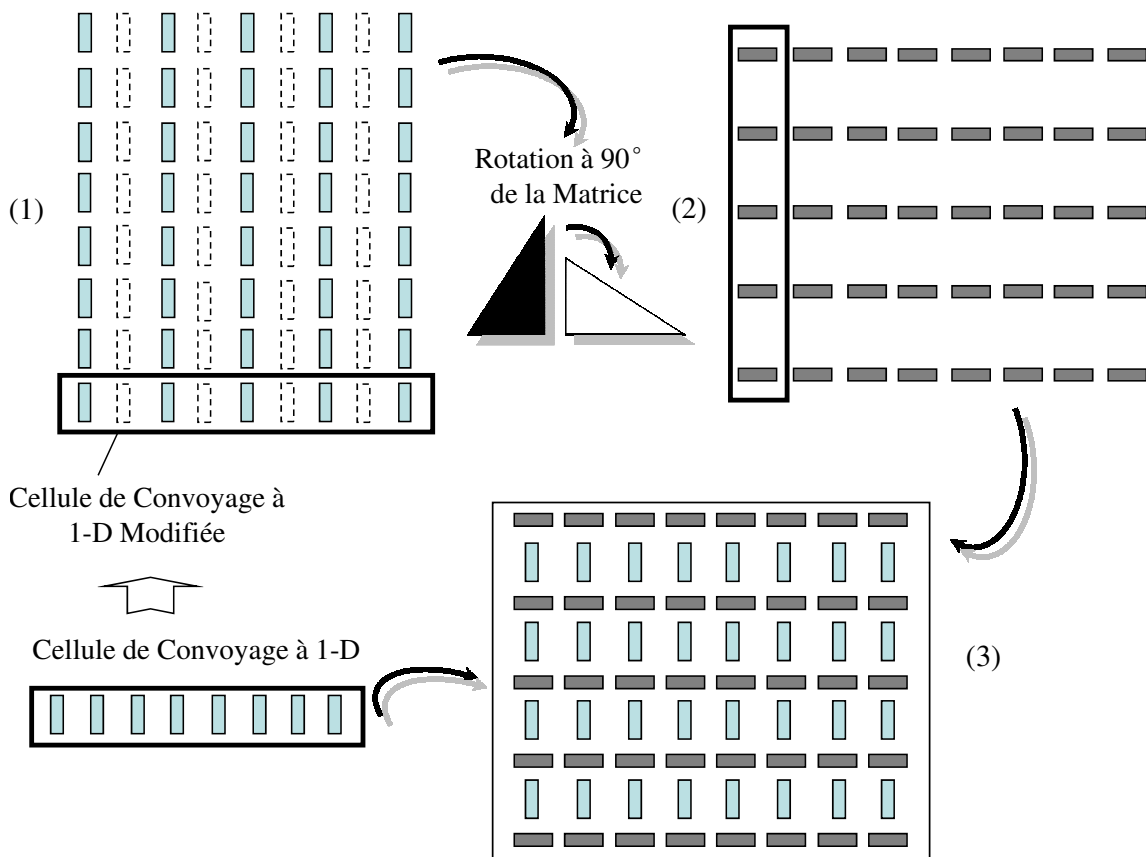 (1)
Rotation à 90°
de la Matrice
(2)
Cellule de Convoyage à
1-D Modifiée
Cellule de Convoyage à 1-D
(3)